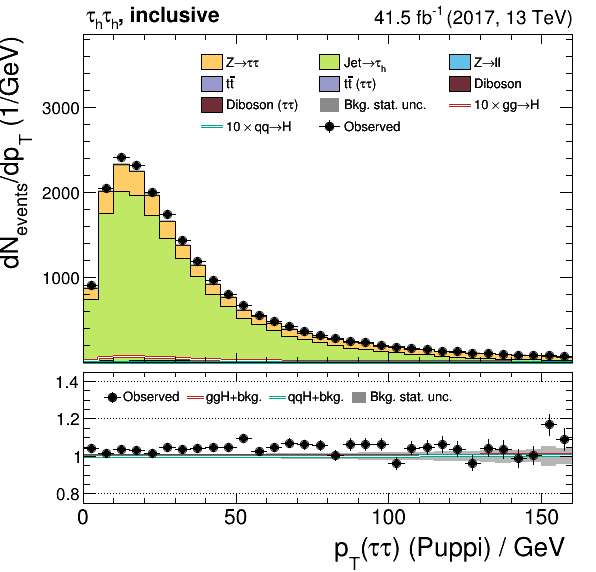 τhτh, inclusive
41.5 fb-1 (2017, 13 TeV)
dNevents/dpT (1/GeV)
Z→ττ Jet→τh Z→ll
tt̄ tt̄ (ττ) Diboson
Diboson (ττ) Bkg. stat. unc. 10 × gg→H
10 × qq→H Observed
3000
2000
1000
Observed ggH+bkg. qqH+bkg. Bkg. stat. unc.
1.4
1.2
1
0.8
0 50 100 150
pT(ττ) (Puppi) / GeV